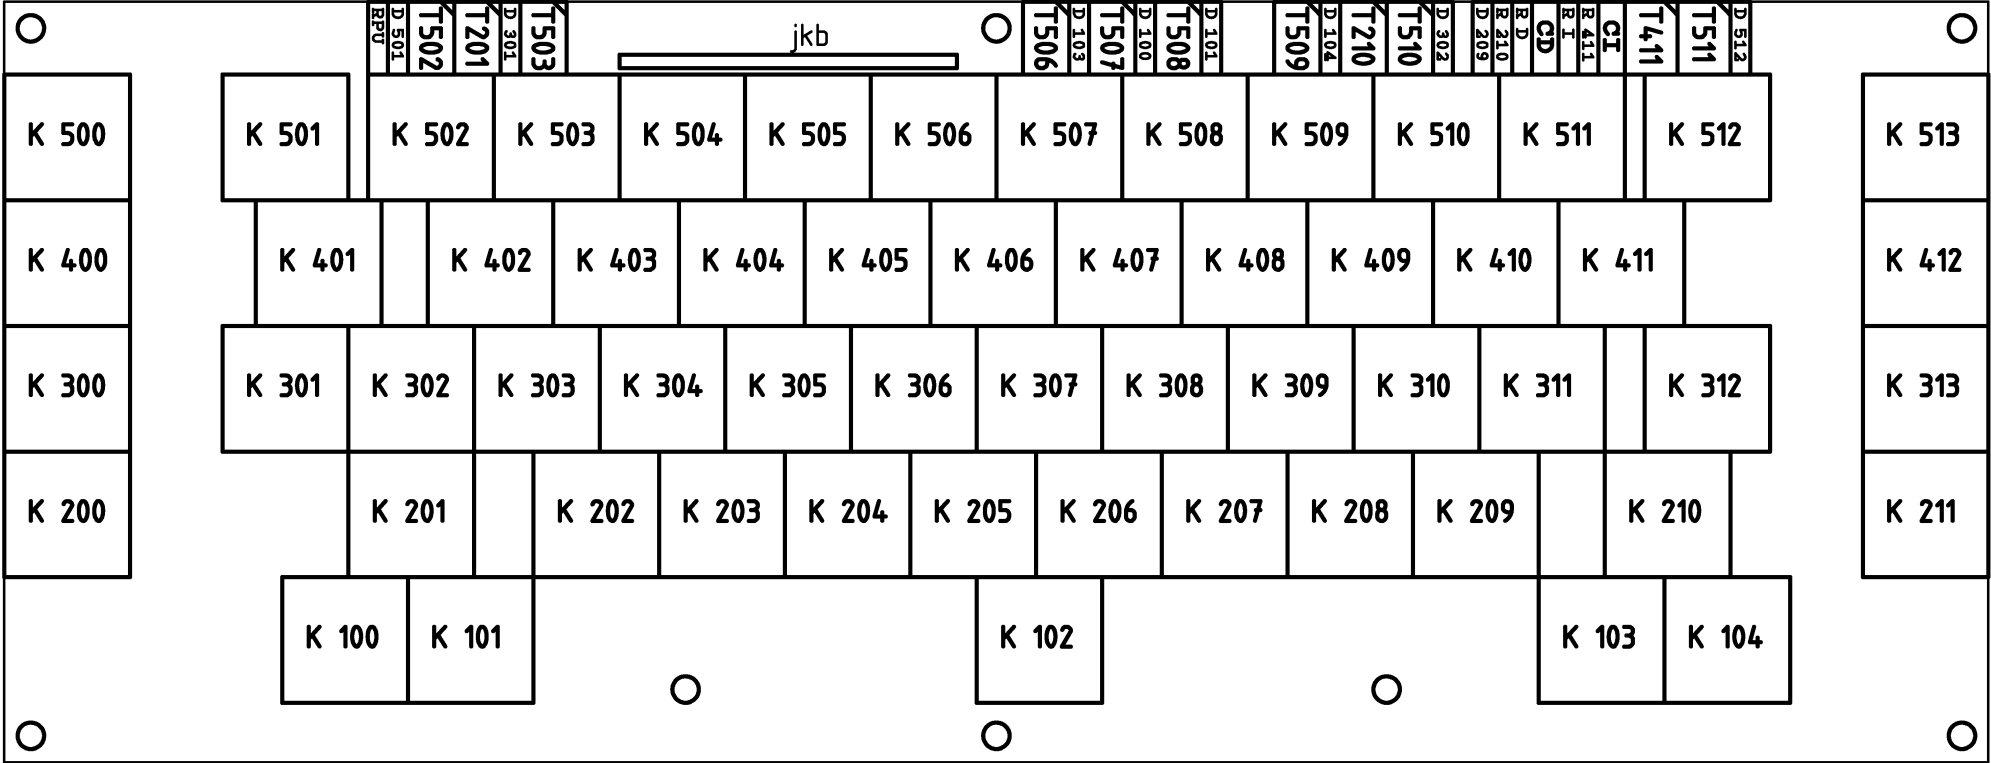 RPU D 501 T502 T201 D 301 T503 jkb T506 D 103 T507 D 100 T508 D 101 T509 D 104 T210 T510 D 302 D 209 R 210 R D CD R I R 411 CI T411 T511 D 512
K 500 K 501 K 502 K 503 K 504 K 505 K 506 K 507 K 508 K 509 K 510 K 511 K 512 K 513
K 400 K 401 K 402 K 403 K 404 K 405 K 406 K 407 K 408 K 409 K 410 K 411 K 412
K 300 K 301 K 302 K 303 K 304 K 305 K 306 K 307 K 308 K 309 K 310 K 311 K 312 K 313
K 200 K 201 K 202 K 203 K 204 K 205 K 206 K 207 K 208 K 209 K 210 K 211
K 100 K 101 K 102 K 103 K 104